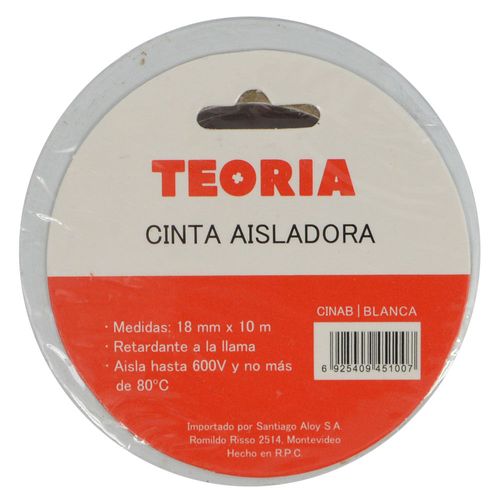 TEORIA
CINTA AISLADORA
CINAB | BLANCA
· Medidas: 18 mm x 10 m
· Retardante a la llama
· Aisla hasta 600V y no más
de 80°C
6 925409 451007
Importado por Santiago Aloy S.A.
Romildo Risso 2514, Montevideo
Hecho en R.P.C.